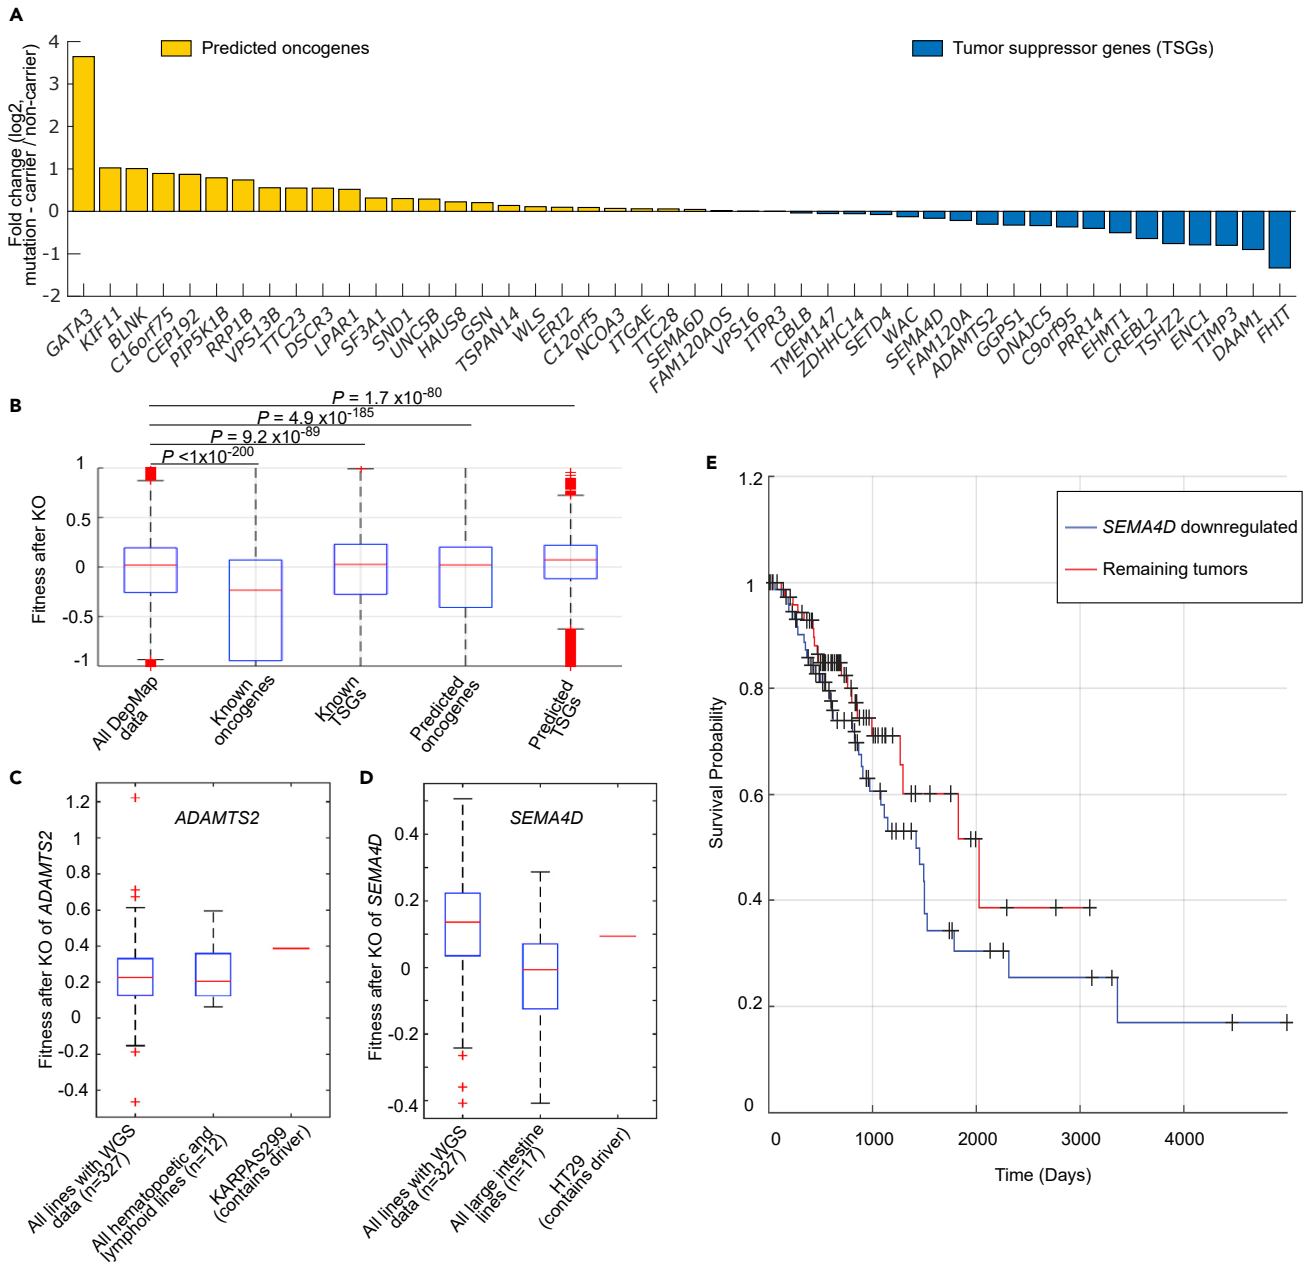 A
Predicted oncogenes
Tumor suppressor genes (TSGs)
Fold change (log2,
mutation - carrier / non-carrier)
4
3
2
1
0
-1
-2
GATA3
KIF11
BLNK
C16orf75
CEP192
PIP5K1B
RRP1B
VPS13B
TTC23
DSCR3
LPAR1
SF3A1
SND1
UNC5B
HAUS8
GSN
TSPAN14
WLS
ERI2
C12orf5
NCOA3
ITGAE
TTC28
SEMA6D
FAM120AOS
VPS16
ITPR3
CBLB
TMEM147
ZDHHC14
SETD4
WAC
SEMA4D
FAM120A
ADAMTS2
GGPS1
DNAJC5
C9orf95
PRR14
EHMT1
CREBL2
TSHZ2
ENC1
TIMP3
DAAM1
FHIT
B
P = 1.7 x10-80
P = 4.9 x10-185
P = 9.2 x10-89
P <1x10-200
Fitness after KO
1
0.5
0
-0.5
-1
All DepMap
data
Known
oncogenes
Known
TSGs
Predicted
oncogenes
Predicted
TSGs
C
ADAMTS2
Fitness after KO of ADAMTS2
1.2
1
0.8
0.6
0.4
0.2
0
-0.2
-0.4
All lines with WGS
data (n=327)
All hematopoetic and
lymphoid lines (n=12)
KARPAS299
(contains driver)
D
SEMA4D
Fitness after KO of SEMA4D
0.4
0.2
0
-0.2
-0.4
All lines with WGS
data (n=327)
All large intestine
lines (n=17)
HT29
(contains driver)
E
SEMA4D downregulated
Remaining tumors
Survival Probability
1.2
1
0.8
0.6
0.4
0.2
0
0
1000
2000
3000
4000
Time (Days)